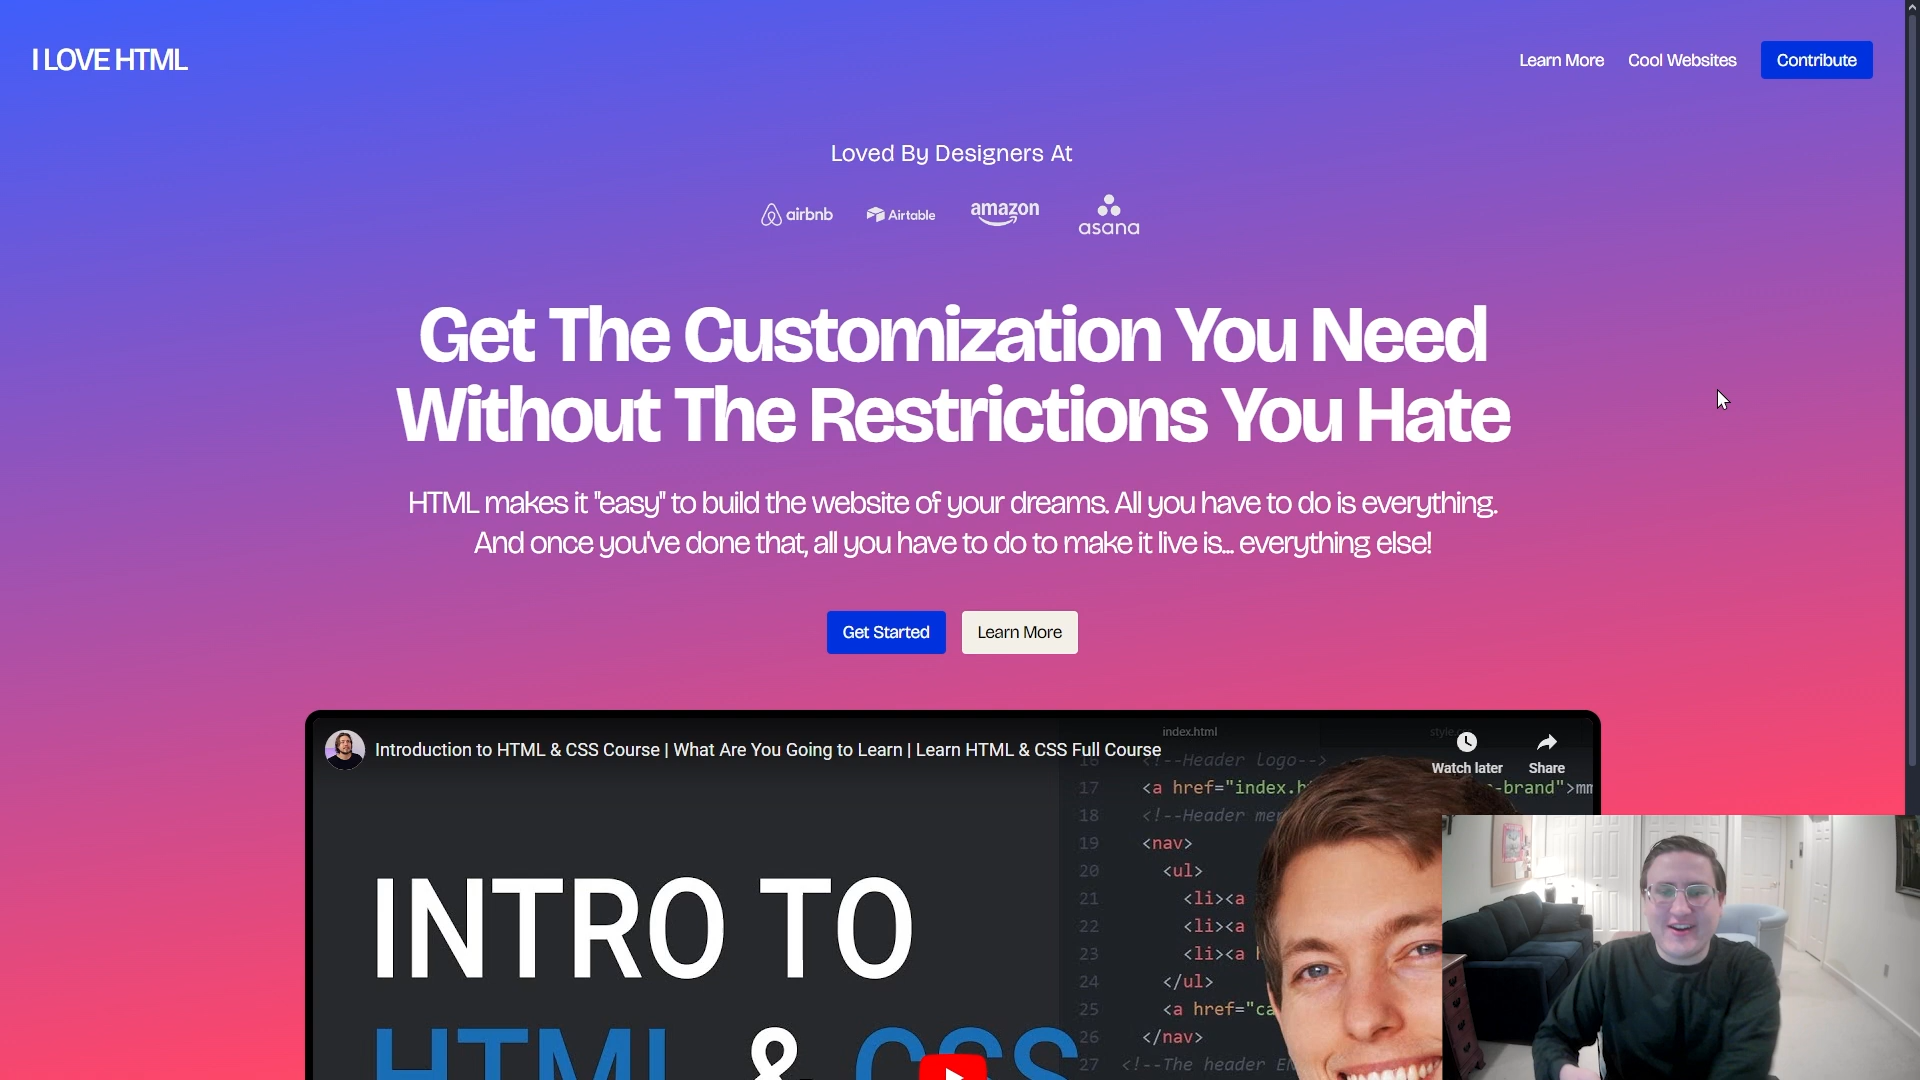 I LOVE HTML
Learn More
Cool Websites
Contribute
Loved By Designers At
airbnb
Airtable
amazon
asana
Get The Customization You Need
Without The Restrictions You Hate
HTML makes it "easy" to build the website of your dreams. All you have to do is everything.
And once you've done that, all you have to do to make it live is... everything else!
Get Started
Learn More
Introduction to HTML & CSS Course | What Are You Going to Learn | Learn HTML & CSS Full Course
Watch later
Share
index.html
style.
16 <!--Header logo-->
17 <a href="index.h
-brand">
18 <!--Header
19 <nav>
20 <ul>
21 <li><a
22 <li><a
23 <li><a
24 </ul>
25 <a href="ca
26 </nav>
27 <!--The header
INTRO TO
HTML & CSS